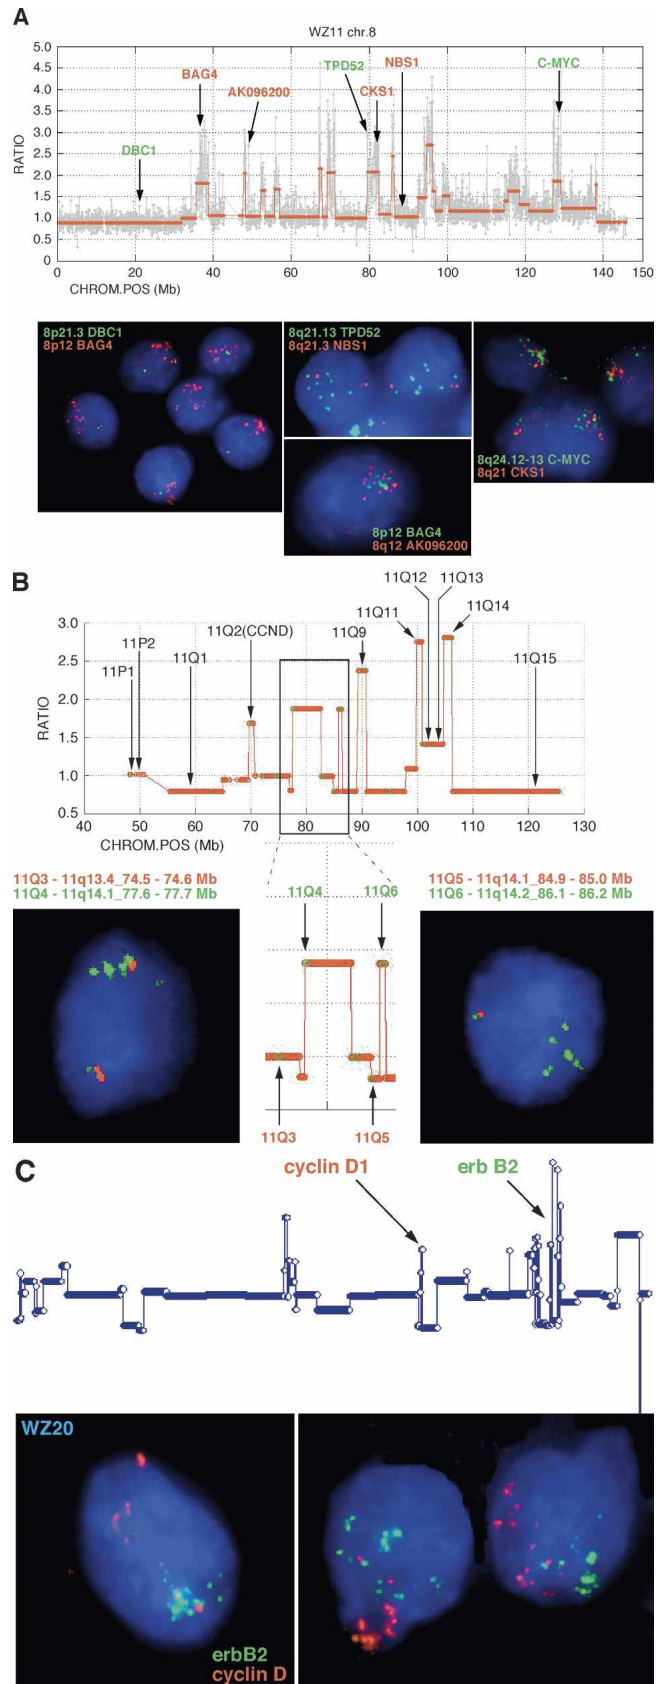 A
WZ11 chr.8
5.0
4.5
4.0
3.5
3.0
2.5
2.0
1.5
1.0
0.5
0
RATIO
BAG4
AK096200
TPD52
NBS1
CKS1
C-MYC
DBC1
0 20 40 60 80 100 120 140 150
CHROM.POS (Mb)
8p21.3 DBC1
8p12 BAG4
8q21.13 TPD52
8q21.3 NBS1
8q24.12-13 C-MYC
8q21 CKS1
8p12 BAG4
8q12 AK096200
B
11Q12 11Q13
11Q11 11Q14
11P2
11P1
11Q1
11Q2(CCND)
11Q9
11Q15
3.0
2.5
2.0
1.5
1.0
0.5
RATIO
40 50 60 70 80 90 100 110 120 130
CHROM.POS (Mb)
11Q3 - 11q13.4_74.5 - 74.6 Mb
11Q4 - 11q14.1_77.6 - 77.7 Mb
11Q4 11Q6
11Q5 - 11q14.1_84.9 - 85.0 Mb
11Q6 - 11q14.2_86.1 - 86.2 Mb
11Q3 11Q5
C
cyclin D1
erb B2
WZ20
erbB2
cyclin D